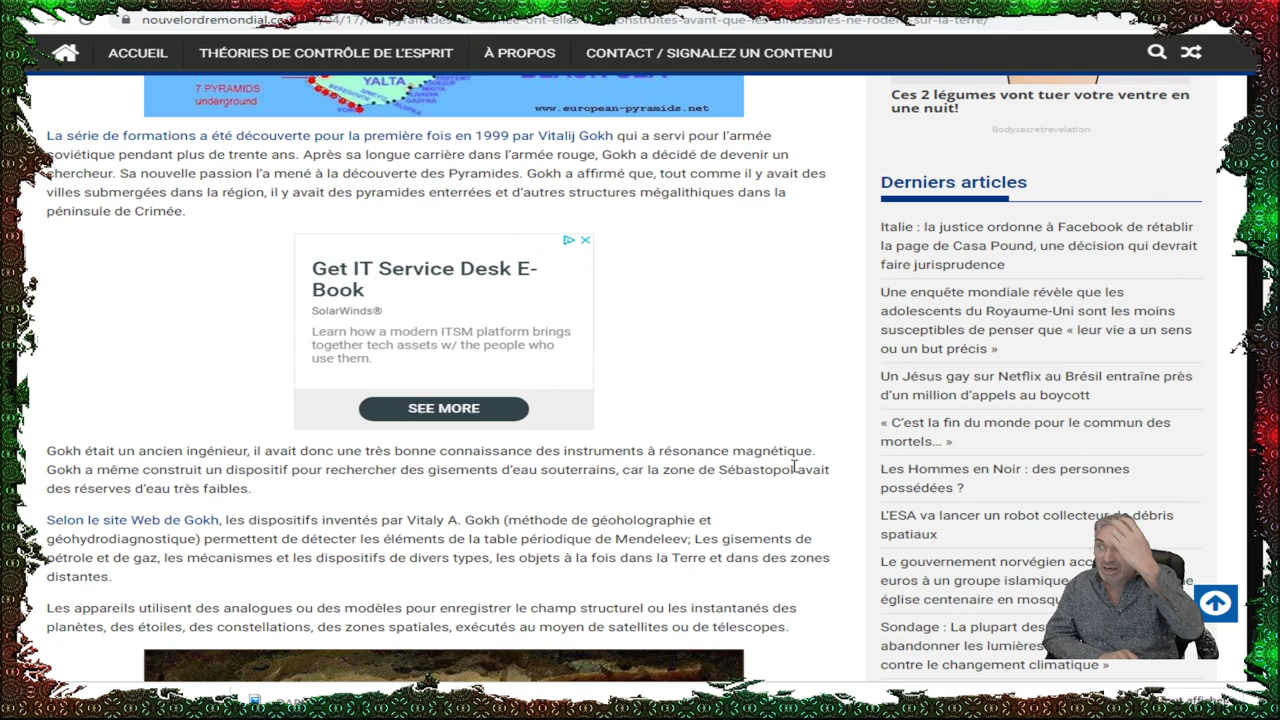 nouvelordremondial.c
ACCUEIL
THÉORIES DE CONTRÔLE DE L'ESPRIT
À PROPOS
CONTACT / SIGNALEZ UN CONTENU
7 PYRAMIDS
underground
YALTA
www.european-pyramids.net
La série de formations a été découverte pour la première fois en 1999 par Vitalij Gokh qui a servi pour l'armée
soviétique pendant plus de trente ans. Après sa longue carrière dans l'armée rouge, Gokh a décidé de devenir un
chercheur. Sa nouvelle passion l'a mené à la découverte des Pyramides. Gokh a affirmé que, tout comme il y avait des
villes submergées dans la région, il y avait des pyramides enterrées et d'autres structures mégalithiques dans la
péninsule de Crimée.
Get IT Service Desk E-
Book
SolarWinds®
Learn how a modern ITSM platform brings
together tech assets w/ the people who
use them.
SEE MORE
Gokh était un ancien ingénieur, il avait donc une très bonne connaissance des instruments à résonance magnétique.
Gokh a même construit un dispositif pour rechercher des gisements d'eau souterrains, car la zone de Sébastopol avait
des réserves d'eau très faibles.
Selon le site Web de Gokh, les dispositifs inventés par Vitaly A. Gokh (méthode de géoholographie et
géohydrodiagnostique) permettent de détecter les éléments de la table périodique de Mendeleev; Les gisements de
pétrole et de gaz, les mécanismes et les dispositifs de divers types, les objets à la fois dans la Terre et dans des zones
distantes.
Les appareils utilisent des analogues ou des modèles pour enregistrer le champ structurel ou les instantanés des
planètes, des étoiles, des constellations, des zones spatiales, exécutés au moyen de satellites ou de télescopes.
Ces 2 légumes vont tuer votre ventre en
une nuit!
Bodysecretrevelation
Derniers articles
Italie : la justice ordonne à Facebook de rétablir
la page de Casa Pound, une décision qui devrait
faire jurisprudence
Une enquête mondiale révèle que les
adolescents du Royaume-Uni sont les moins
susceptibles de penser que « leur vie a un sens
ou un but précis »
Un Jésus gay sur Netflix au Brésil entraîne près
d'un million d'appels au boycott
« C'est la fin du monde pour le commun des
mortels… »
Les Hommes en Noir : des personnes
possédées ?
L'ESA va lancer un robot collecteur de débris
spatiaux
Le gouvernement norvégien
euros à un groupe islamique
église centenaire en
Sondage : La plupart des
abandonner les lumières
contre le changement climatique »